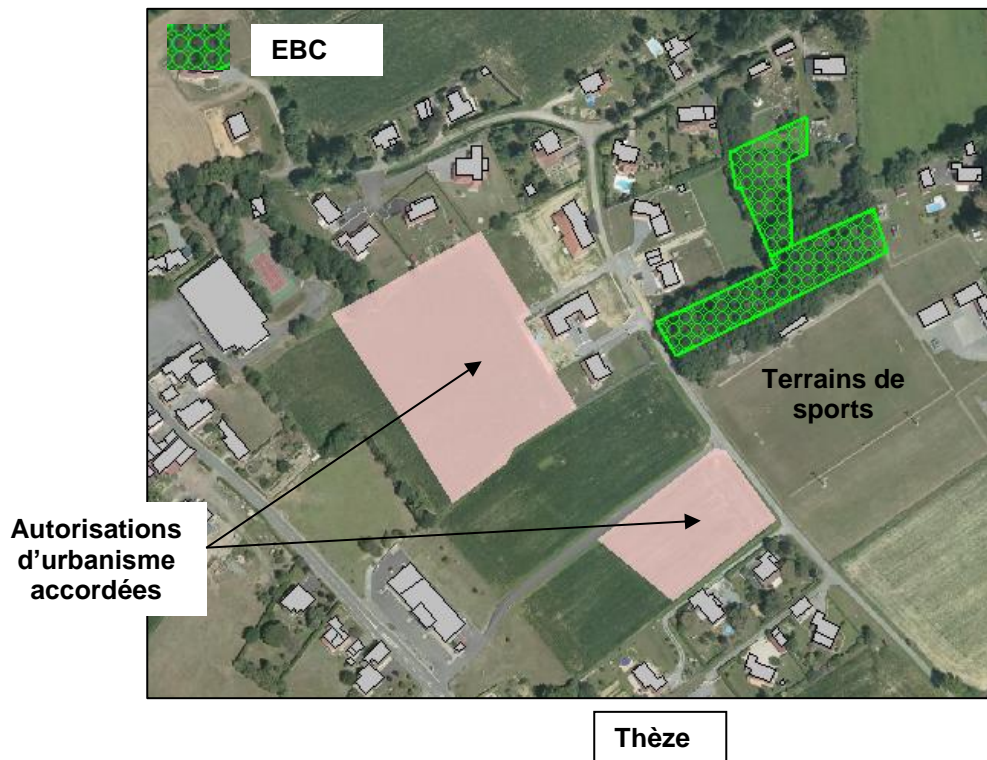 EBC
Terrains de
sports
Autorisations
d’urbanisme
accordées
Thèze